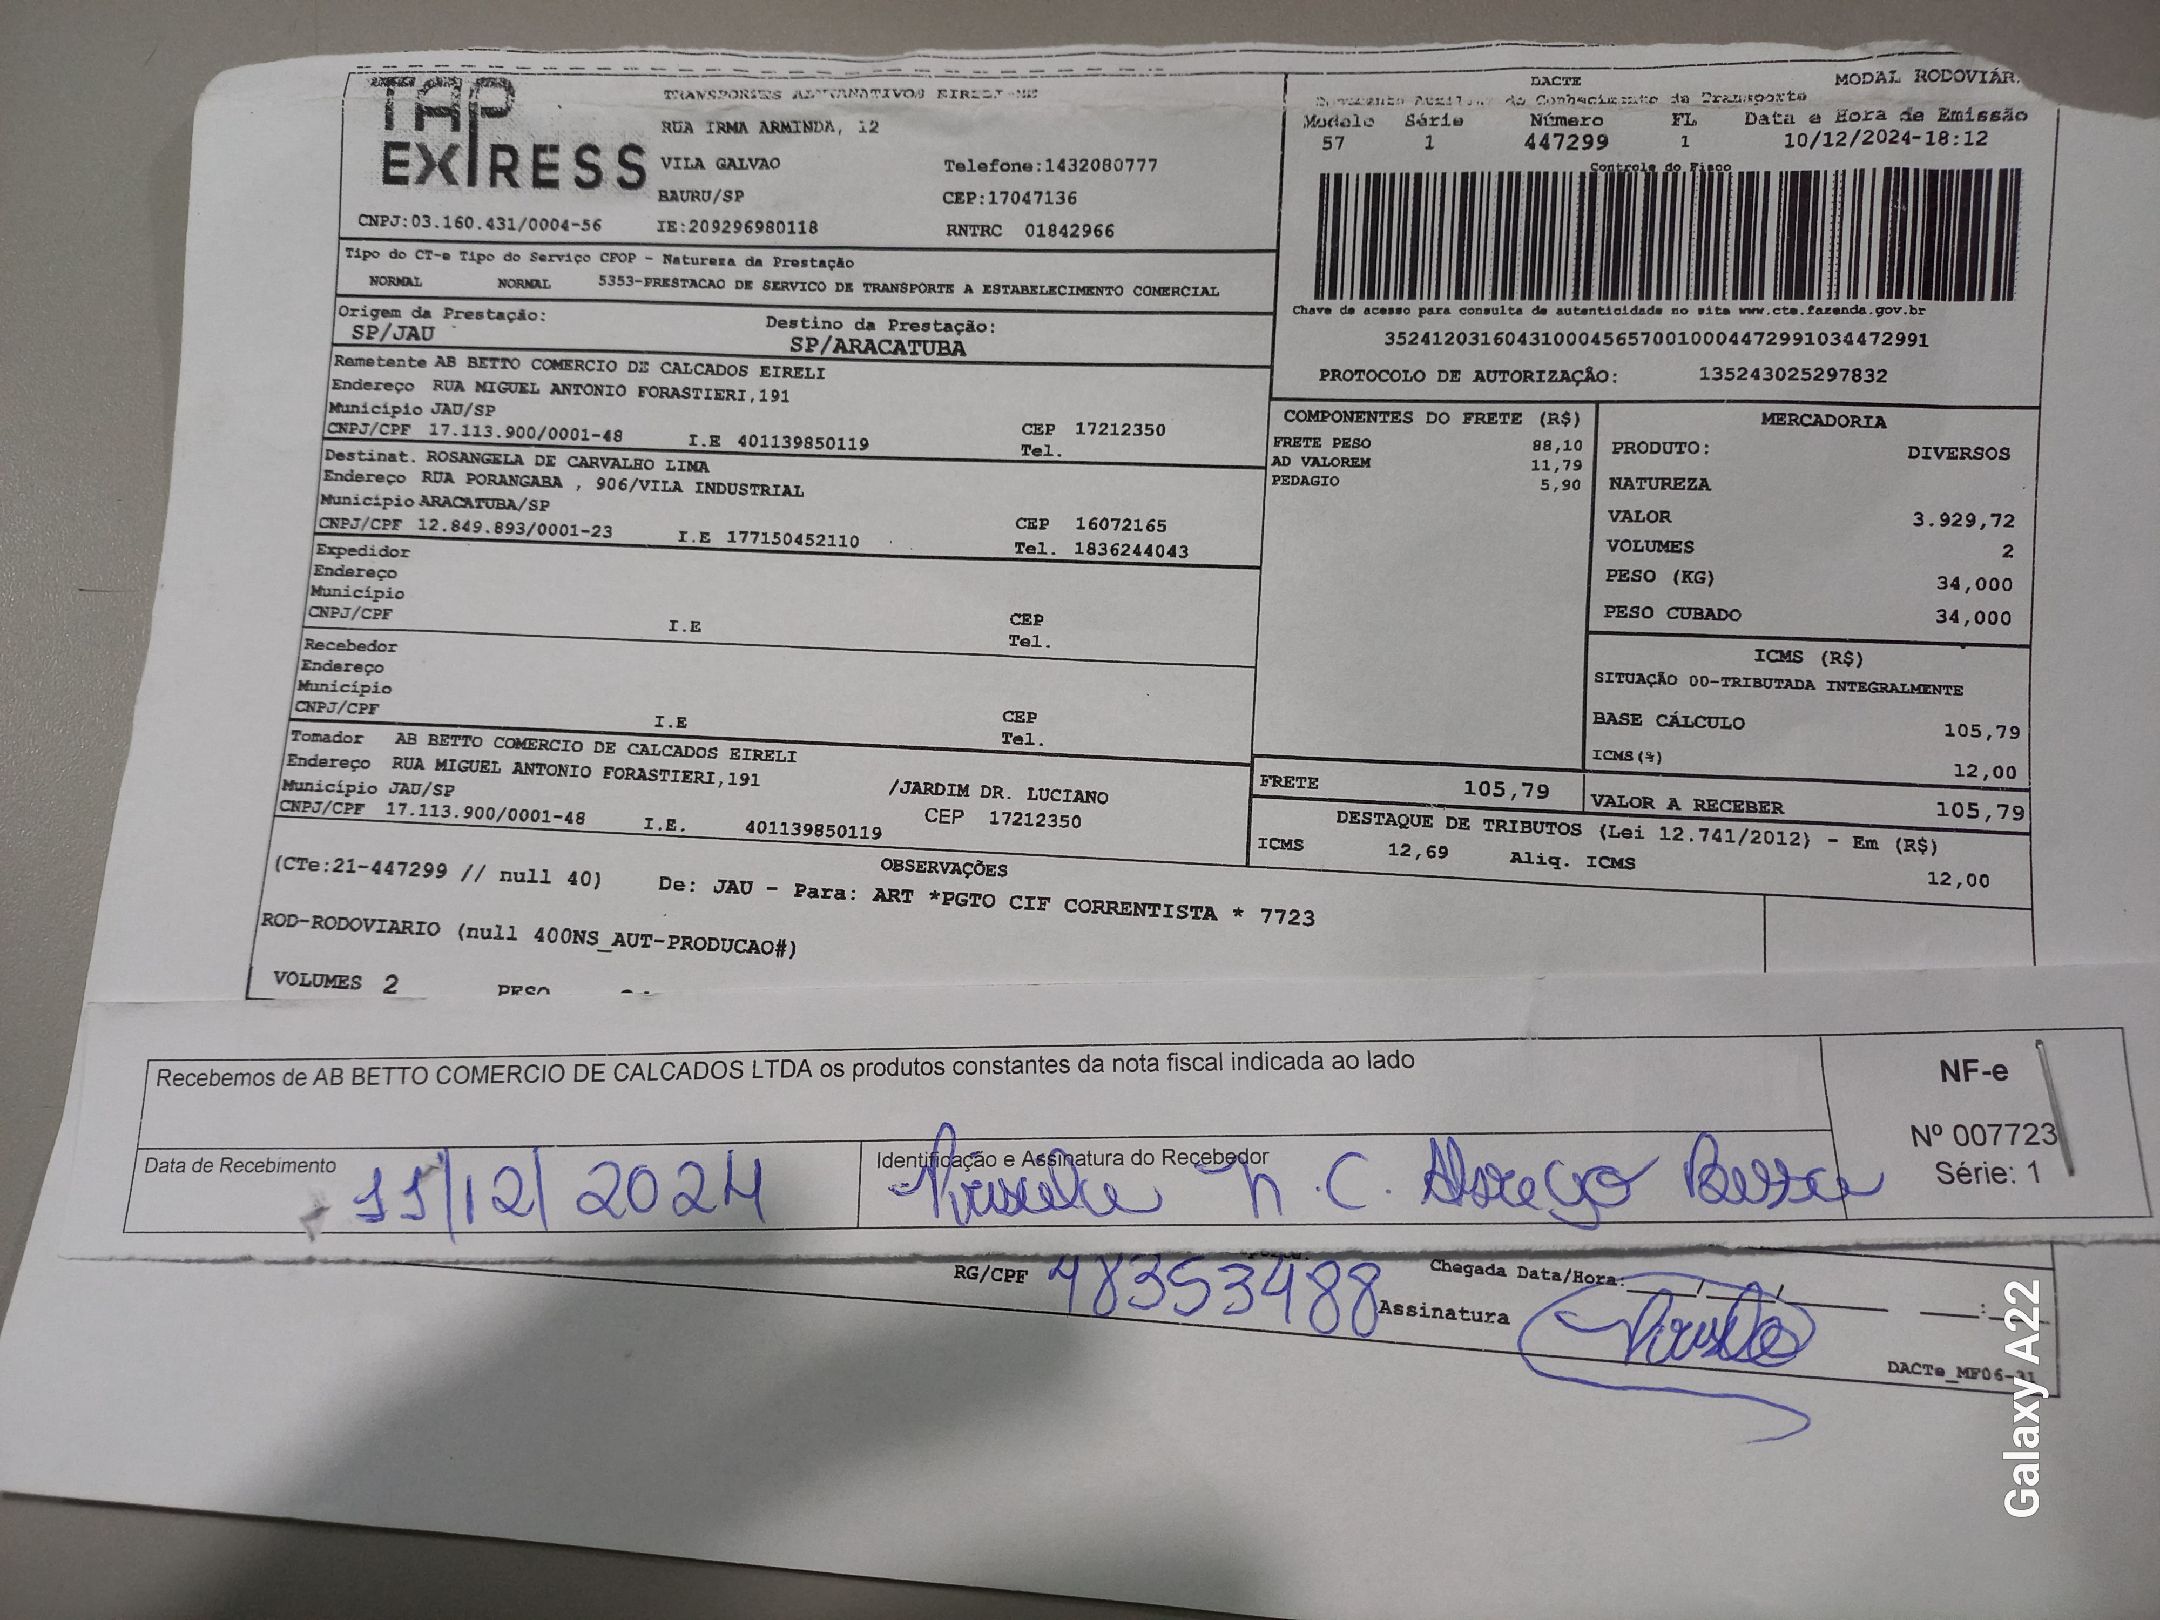 TAP EXPRESS
TRANSPORTES ALTERNATIVOS EIRELI-ME
RUA IRMA ARMINDA, 12
VILA GALVAO Telefone:1432080777
BAURU/SP CEP:17047136
CNPJ:03.160.431/0004-56 IE:209296980118 RNTRC 01842966
DACTE MODAL RODOVIÁR
Documento Auxiliar do Conhecimento de Transporte
Modelo Série Número FL Data e Hora de Emissão
57 1 447299 1 10/12/2024-18:12
Controle do Fisco
Chave de acesso para consulta de autenticidade no site www.cte.fazenda.gov.br
35241203160431000456570010004472991034472991
PROTOCOLO DE AUTORIZAÇÃO: 135243025297832
Tipo do CT-e Tipo do Serviço CFOP - Natureza da Prestação
NORMAL NORMAL 5353-PRESTACAO DE SERVICO DE TRANSPORTE A ESTABELECIMENTO COMERCIAL
Origem da Prestação: Destino da Prestação:
SP/JAU SP/ARACATUBA
Remetente AB BETTO COMERCIO DE CALCADOS EIRELI
Endereço RUA MIGUEL ANTONIO FORASTIERI,191
Município JAU/SP CEP 17212350
CNPJ/CPF 17.113.900/0001-48 I.E 401139850119 Tel.
Destinat. ROSANGELA DE CARVALHO LIMA
Endereço RUA PORANGABA , 906/VILA INDUSTRIAL
Município ARACATUBA/SP CEP 16072165
CNPJ/CPF 12.849.893/0001-23 I.E 177150452110 Tel. 1836244043
Expedidor
Endereço
Município CEP
CNPJ/CPF I.E Tel.
Recebedor
Endereço
Município CEP
CNPJ/CPF I.E Tel.
Tomador AB BETTO COMERCIO DE CALCADOS EIRELI
Endereço RUA MIGUEL ANTONIO FORASTIERI,191 /JARDIM DR. LUCIANO
Município JAU/SP CEP 17212350
CNPJ/CPF 17.113.900/0001-48 I.E. 401139850119
COMPONENTES DO FRETE (R$)
FRETE PESO 88,10
AD VALOREM 11,79
PEDAGIO 5,90
MERCADORIA
PRODUTO: DIVERSOS
NATUREZA
VALOR 3.929,72
VOLUMES 2
PESO (KG) 34,000
PESO CUBADO 34,000
ICMS (R$)
SITUAÇÃO 00-TRIBUTADA INTEGRALMENTE
BASE CÁLCULO 105,79
ICMS(%) 12,00
FRETE 105,79 VALOR A RECEBER 105,79
DESTAQUE DE TRIBUTOS (Lei 12.741/2012) - Em (R$)
ICMS 12,69 Aliq. ICMS 12,00
OBSERVAÇÕES
(CTe:21-447299 // null 40) De: JAU - Para: ART *PGTO CIF CORRENTISTA * 7723
ROD-RODOVIARIO (null 400NS_AUT-PRODUCAO#)
VOLUMES 2 PESO
Recebemos de AB BETTO COMERCIO DE CALCADOS LTDA os produtos constantes da nota fiscal indicada ao lado
NF-e
Nº 007723
Série: 1
Data de Recebimento 11/12/2024
Identificação e Assinatura do Recebedor
RG/CPF 48353488 Chegada Data/Hora: / / :
Assinatura
Galaxy A22